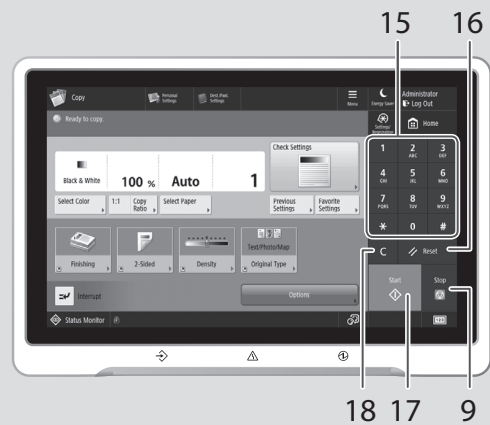 15 16
Copy
Personal Settings
Dest./Fwd. Settings
Menu
Energy Saver
Administrator
Log Out
Ready to copy.
Settings/Registration
Home
Check Settings
Black & White 100 % Auto 1
Select Color
1:1 Copy Ratio
Select Paper
Previous Settings
Favorite Settings
1 2 3
ABC DEF
4 5 6
GHI JKL MNO
7 8 9
PQRS TUV WXYZ
* 0 #
C Reset
Text/Photo/Map
Finishing 2-Sided Density Original Type
Start Stop
Interrupt Options
Status Monitor
123
18 17 9